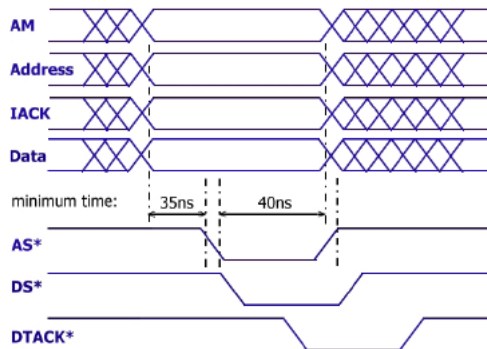 AM
Address
IACK
Data
minimum time: 35ns 40ns
AS*
DS*
DTACK*